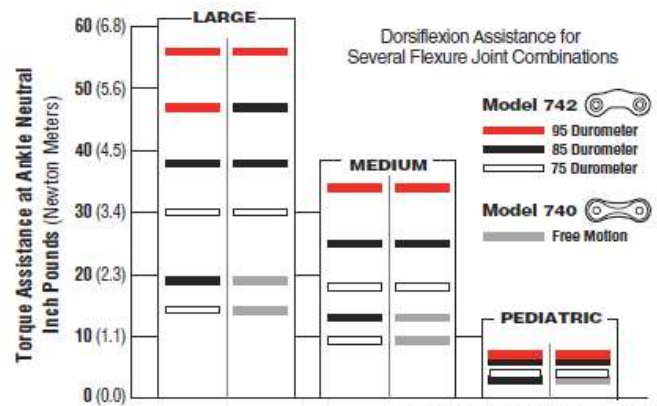 Dorsiflexion Assistance for
Several Flexure Joint Combinations
Torque Assistance at Ankle Neutral
Inch Pounds (Newton Meters)
60 (6.8)
50 (5.6)
40 (4.5)
30 (3.4)
20 (2.3)
10 (1.1)
0 (0.0)
LARGE
MEDIUM
PEDIATRIC
Model 742
95 Durometer
85 Durometer
75 Durometer
Model 740
Free Motion